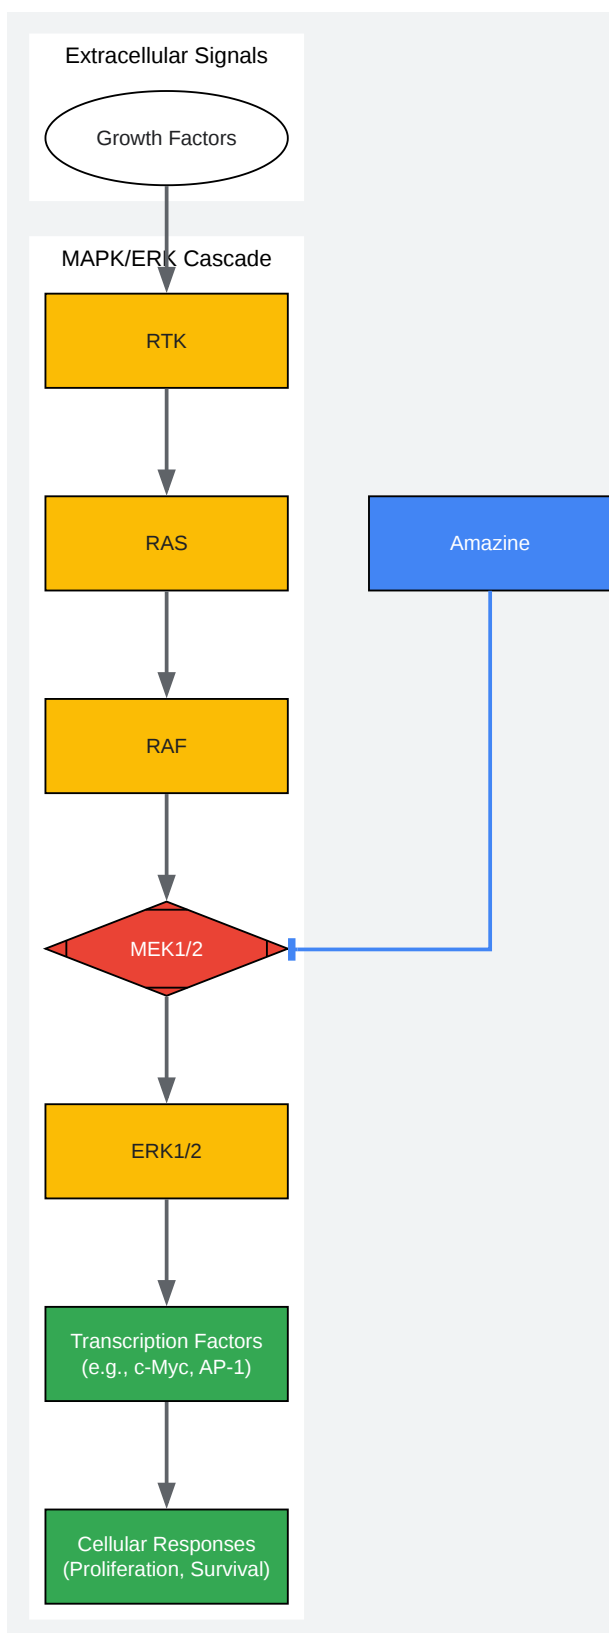 Extracellular Signals
Growth Factors
MAPK/ERK Cascade
RTK
RAS
Amazine
RAF
MEK1/2
ERK1/2
Transcription Factors
(e.g., c-Myc, AP-1)
Cellular Responses
(Proliferation, Survival)